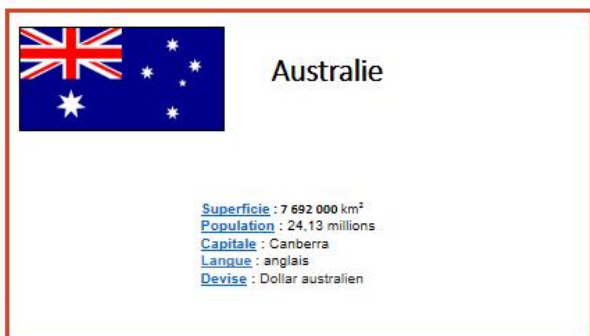 Australie
Superficie : 7 692 000 km²
Population : 24,13 millions
Capitale : Canberra
Langue : anglais
Devise : Dollar australien